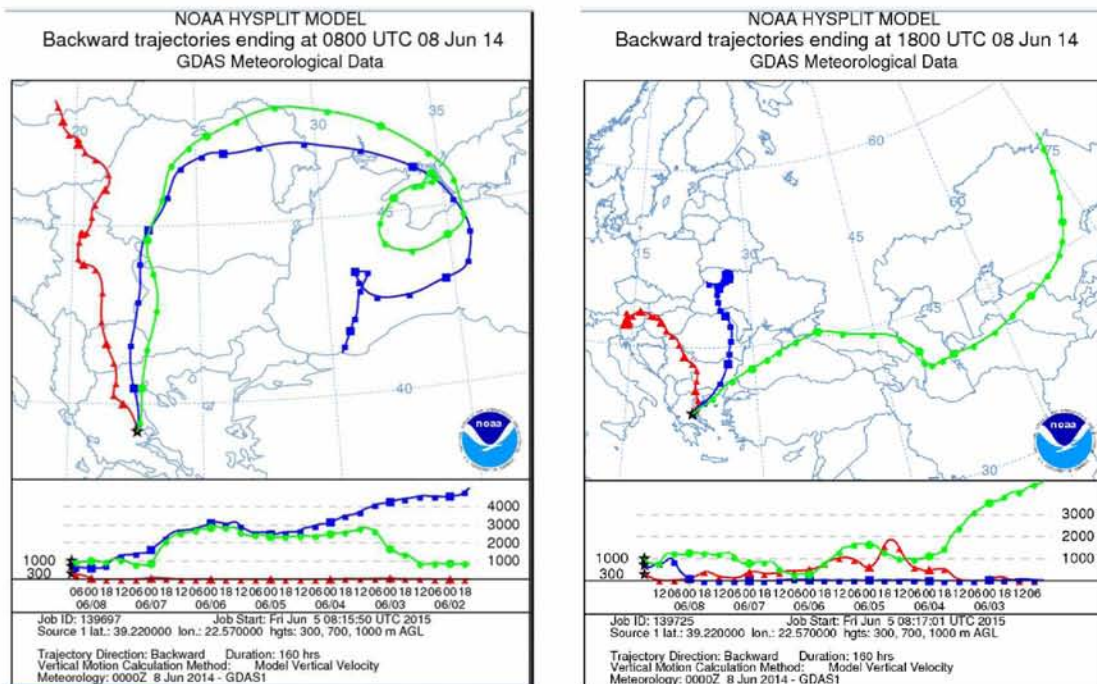 NOAA HYSPLIT MODEL
Backward trajectories ending at 0800 UTC 08 Jun 14
GDAS Meteorological Data
20
25
30
35
45
40
noaa
4000
3000
2000
1000
1000
300
06 00 18 12 06 00 18 12 06 00 18 12 06 00 18 12 06 00 18 12 06 00 18 12 06 00 18
06/08 06/07 06/06 06/05 06/04 06/03 06/02
Job ID: 139697 Job Start: Fri Jun 5 08:15:50 UTC 2015
Source 1 lat.: 39.220000 lon.: 22.570000 hgts: 300, 700, 1000 m AGL
Trajectory Direction: Backward Duration: 160 hrs
Vertical Motion Calculation Method: Model Vertical Velocity
Meteorology: 0000Z 8 Jun 2014 - GDAS1
NOAA HYSPLIT MODEL
Backward trajectories ending at 1800 UTC 08 Jun 14
GDAS Meteorological Data
60
75
60
45
30
15
45
30
noaa
3000
2000
1000
1000
300
12 06 00 18 12 06 00 18 12 06 00 18 12 06 00 18 12 06 00 18 12 06 00 18 12 06
06/08 06/07 06/06 06/05 06/04 06/03
Job ID: 139725 Job Start: Fri Jun 5 08:17:01 UTC 2015
Source 1 lat.: 39.220000 lon.: 22.570000 hgts: 300, 700, 1000 m AGL
Trajectory Direction: Backward Duration: 160 hrs
Vertical Motion Calculation Method: Model Vertical Velocity
Meteorology: 0000Z 8 Jun 2014 - GDAS1